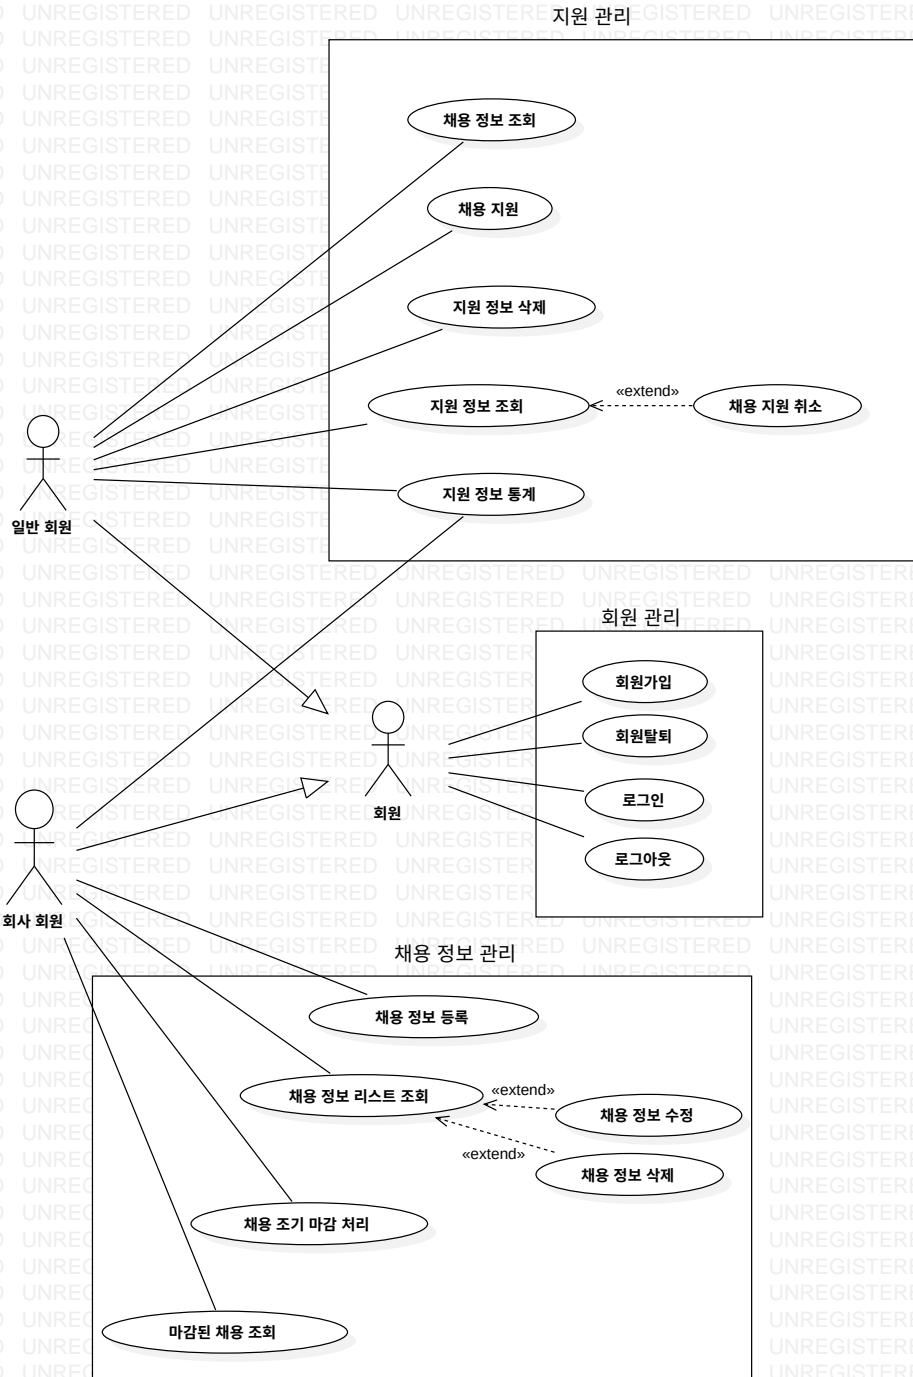 지원 관리
채용 정보 조회
채용 지원
지원 정보 삭제
지원 정보 조회
«extend»
채용 지원 취소
지원 정보 통계
일반 회원
회원 관리
회원가입
회원탈퇴
로그인
로그아웃
회원
회사 회원
채용 정보 관리
채용 정보 등록
채용 정보 리스트 조회
«extend»
채용 정보 수정
«extend»
채용 정보 삭제
채용 조기 마감 처리
마감된 채용 조회
UNREGISTERED